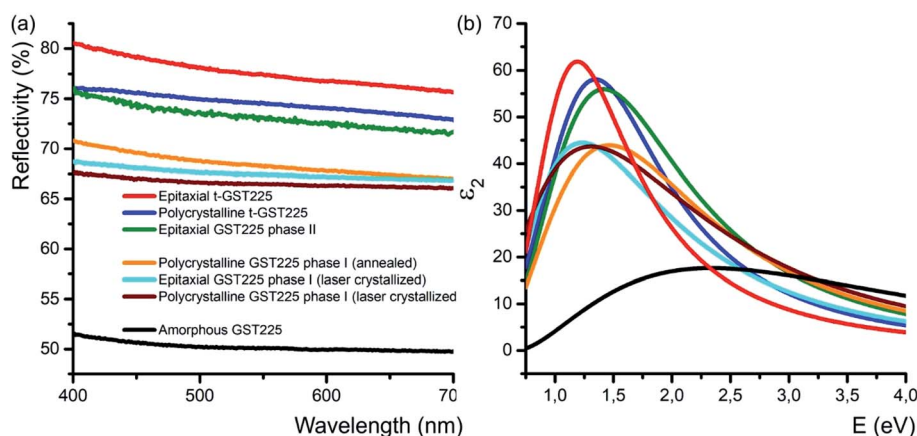 (a)
80
75
70
65
60
55
50
Reflectivity (%)
Epitaxial t-GST225
Polycrystalline t-GST225
Epitaxial GST225 phase II
Polycrystalline GST225 phase I (annealed)
Epitaxial GST225 phase I (laser crystallized)
Polycrystalline GST225 phase I (laser crystallized
Amorphous GST225
400 500 600 70
Wavelength (nm)
(b)
70
60
50
40
30
20
10
0
ε2
1,0 1,5 2,0 2,5 3,0 3,5 4,0
E (eV)